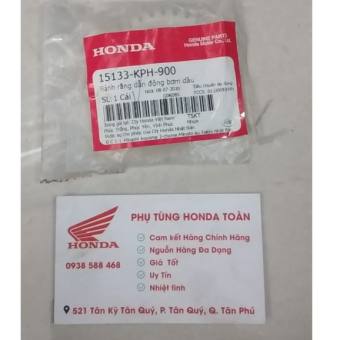 HONDA
GENUINE PARTS
Honda Motor Co., Ltd.
15133-KPH-900
Bánh răng dẫn động bơm dầu
SL: 1 Cái
TSKT
Nhựa
PHỤ TÙNG HONDA TOÀN
Cam kết Hàng Chính Hãng
Nguồn Hàng Đa Dạng
Giá Tốt
Uy Tín
Nhiệt tình
HONDA
0938 588 468
521 Tân Kỳ Tân Quý, P. Tân Quý, Q. Tân Phú